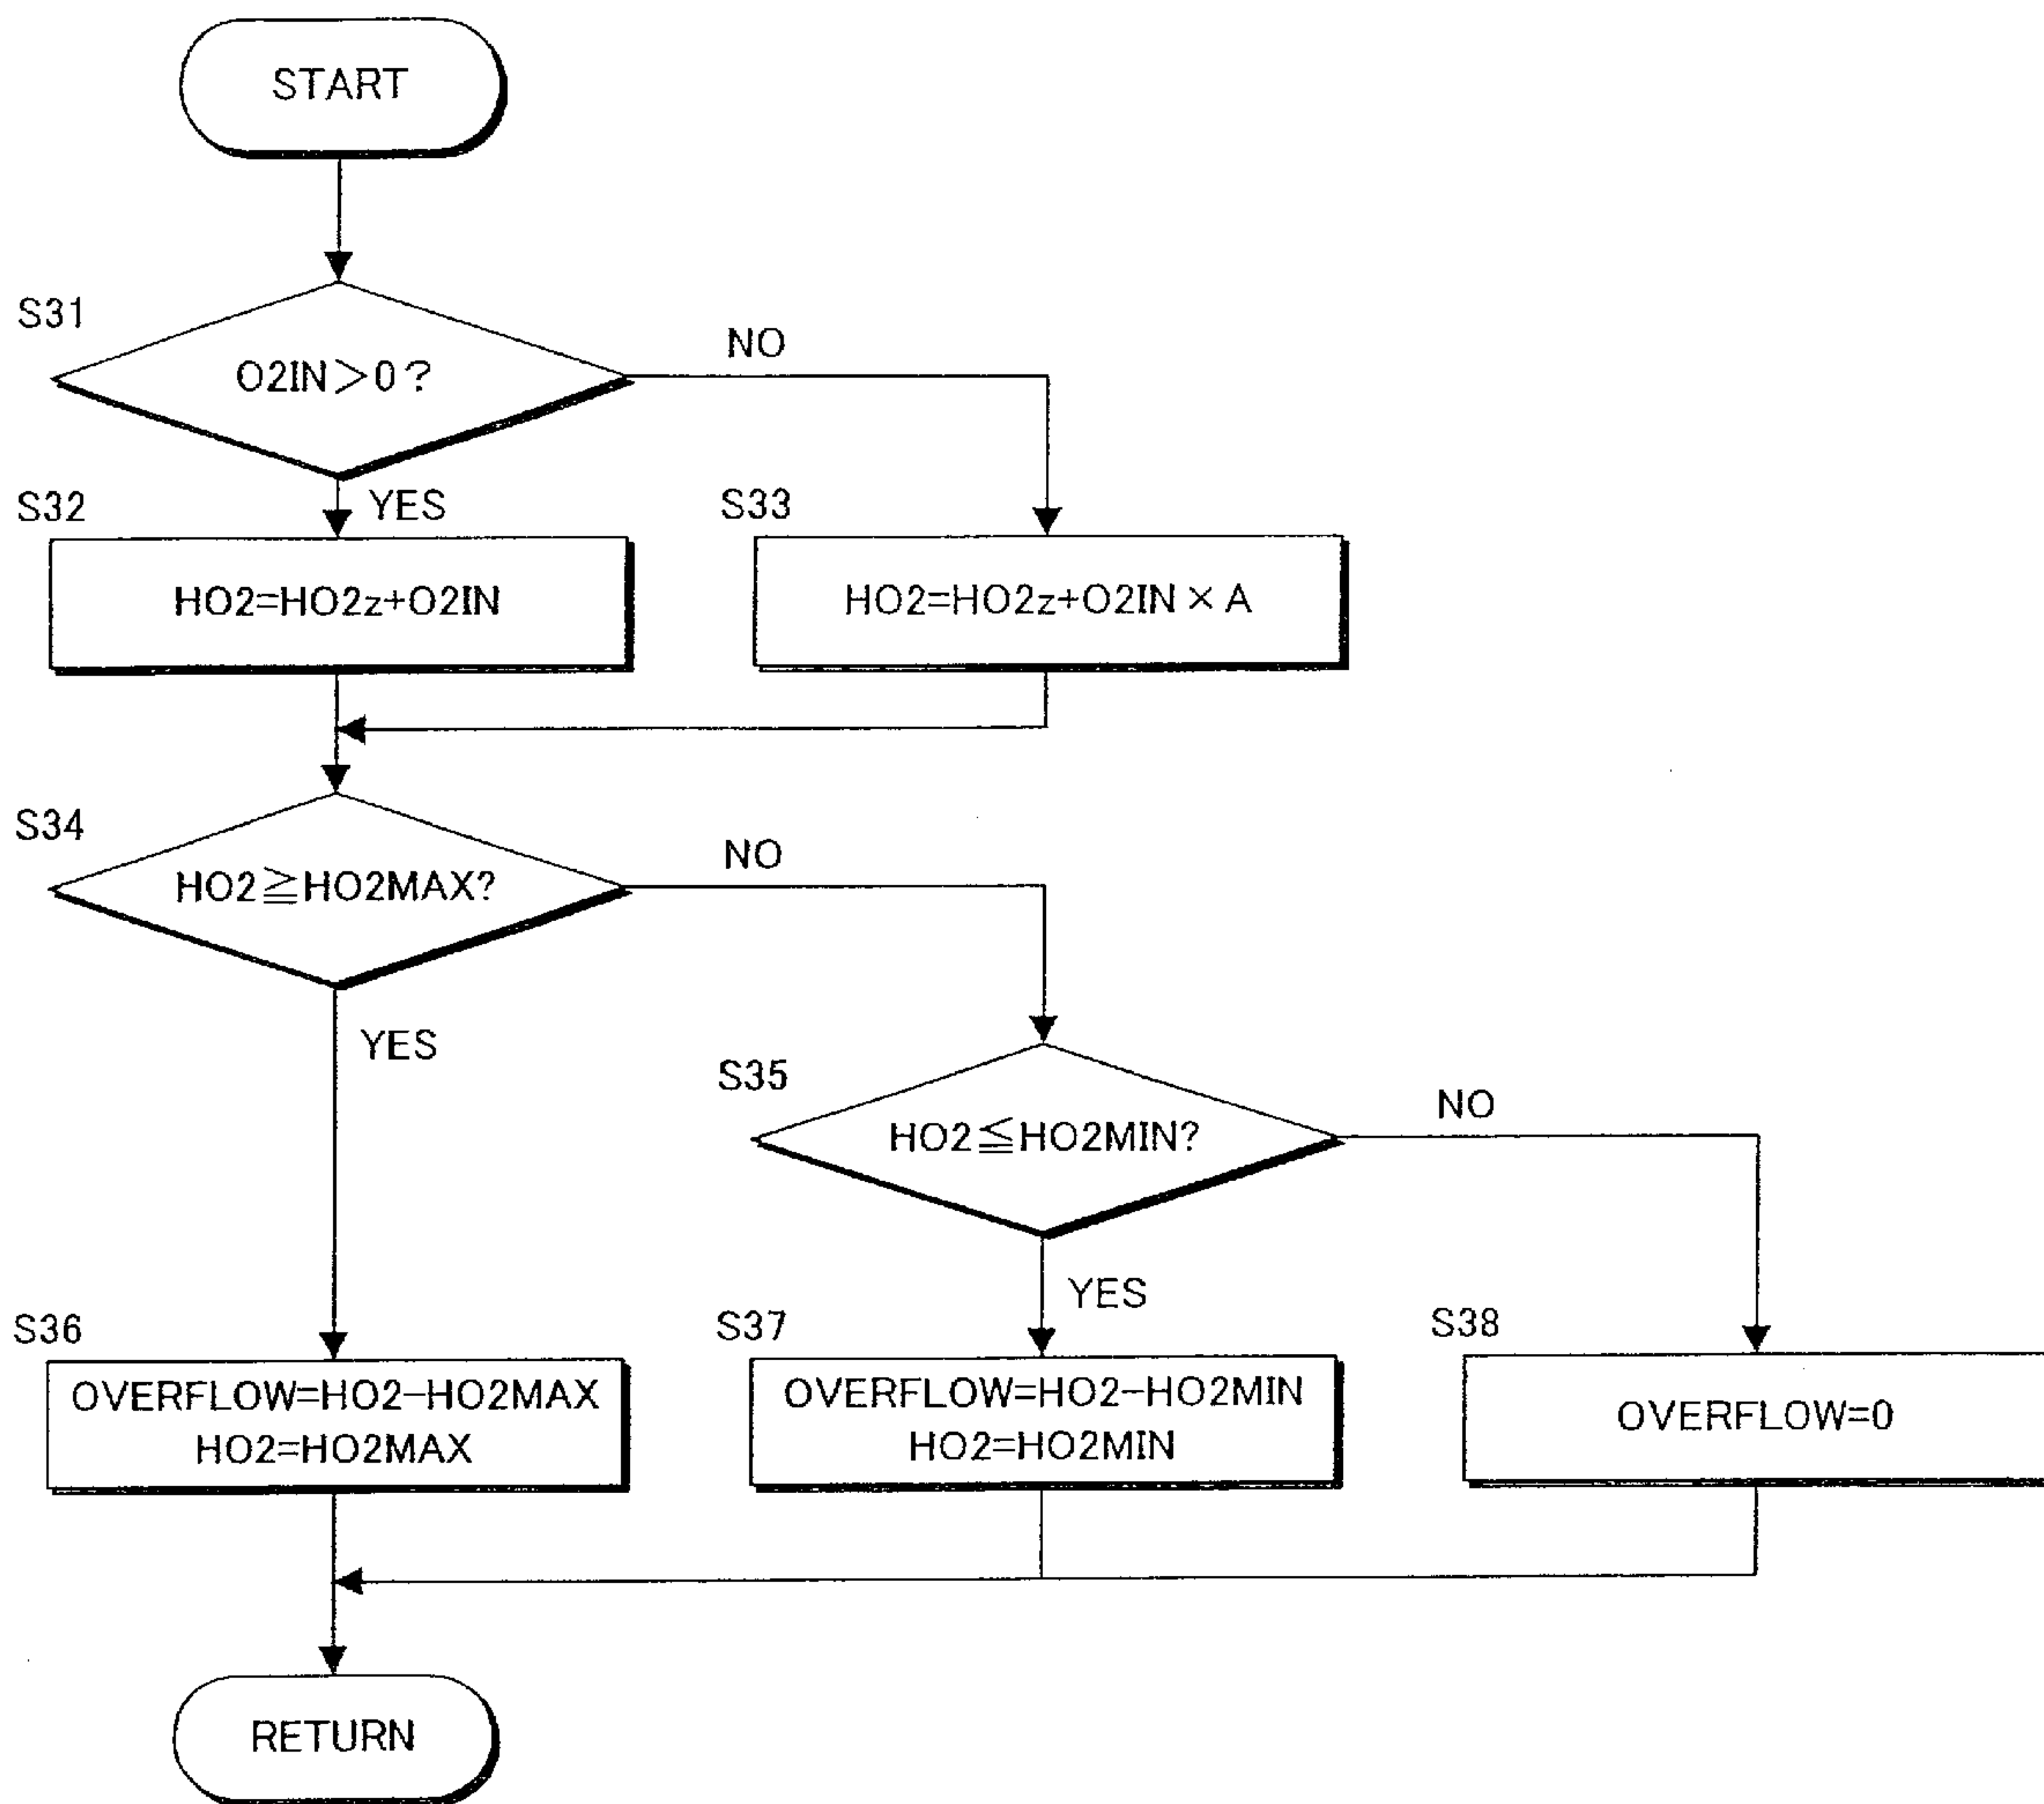 START
S31
O2IN>0?
NO
YES
S32
HO2=HO2z+O2IN
S33
HO2=HO2z+O2IN×A
S34
HO2≧HO2MAX?
NO
YES
S35
HO2≦HO2MIN?
NO
YES
S36
OVERFLOW=HO2-HO2MAX
HO2=HO2MAX
S37
OVERFLOW=HO2-HO2MIN
HO2=HO2MIN
S38
OVERFLOW=0
RETURN